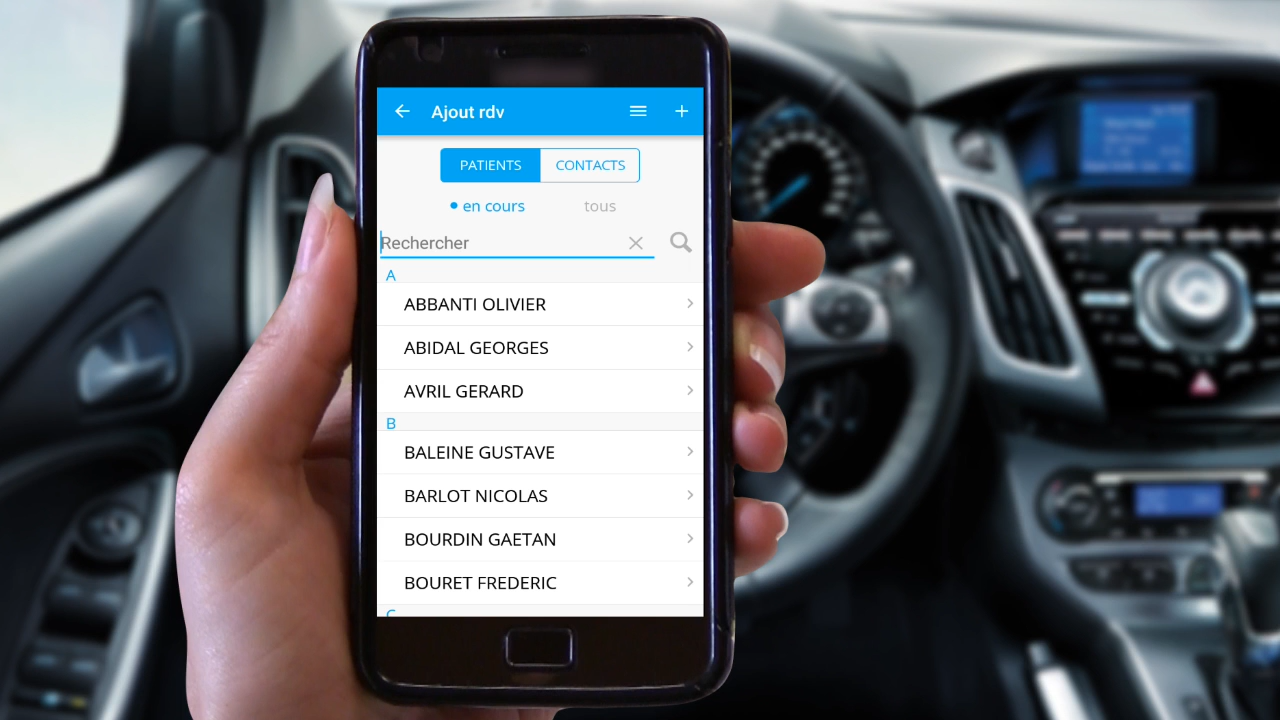 Ajout rdv
PATIENTS CONTACTS
en cours tous
Rechercher
A
ABBANTI OLIVIER
ABIDAL GEORGES
AVRIL GERARD
B
BALEINE GUSTAVE
BARLOT NICOLAS
BOURDIN GAETAN
BOURET FREDERIC
C